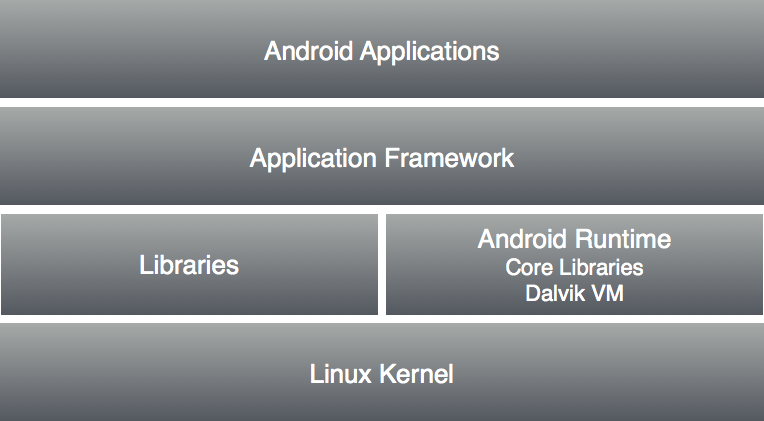 Android Applications
Application Framework
Libraries
Android Runtime
Core Libraries
Dalvik VM
Linux Kernel